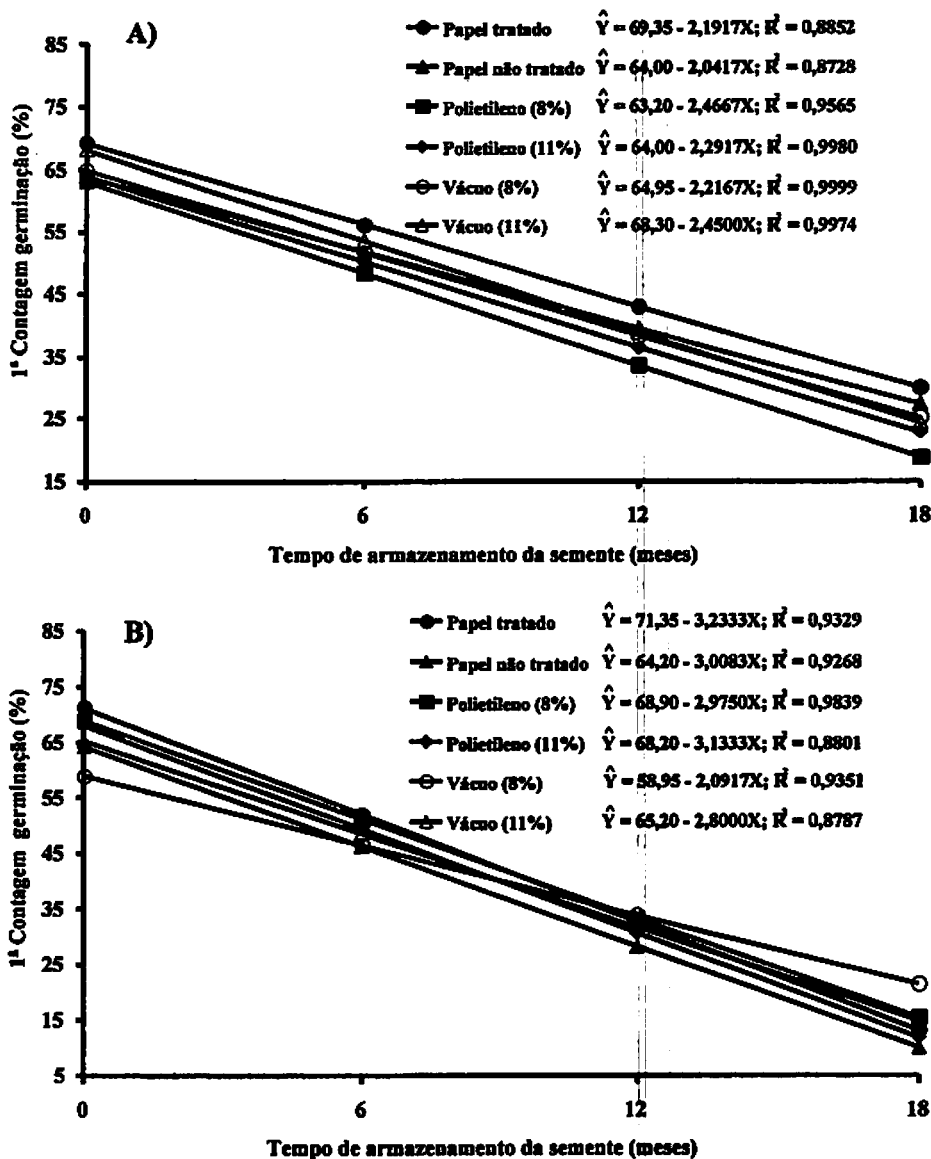 A)
Papel tratado Ŷ = 69,35 - 2,1917X; R² = 0,8852
Papel não tratado Ŷ = 64,00 - 2,0417X; R² = 0,8728
Polietileno (8%) Ŷ = 63,20 - 2,4667X; R² = 0,9565
Polietileno (11%) Ŷ = 64,00 - 2,2917X; R² = 0,9980
Vácuo (8%) Ŷ = 64,95 - 2,2167X; R² = 0,9999
Vácuo (11%) Ŷ = 68,30 - 2,4500X; R² = 0,9974
1ª Contagem germinação (%)
85
75
65
55
45
35
25
15
0 6 12 18
Tempo de armazenamento da semente (meses)
B)
Papel tratado Ŷ = 71,35 - 3,2333X; R² = 0,9329
Papel não tratado Ŷ = 64,20 - 3,0083X; R² = 0,9268
Polietileno (8%) Ŷ = 68,90 - 2,9750X; R² = 0,9839
Polietileno (11%) Ŷ = 68,20 - 3,1333X; R² = 0,8801
Vácuo (8%) Ŷ = 58,95 - 2,0917X; R² = 0,9351
Vácuo (11%) Ŷ = 65,20 - 2,8000X; R² = 0,8787
1ª Contagem germinação (%)
85
75
65
55
45
35
25
15
5
0 6 12 18
Tempo de armazenamento da semente (meses)